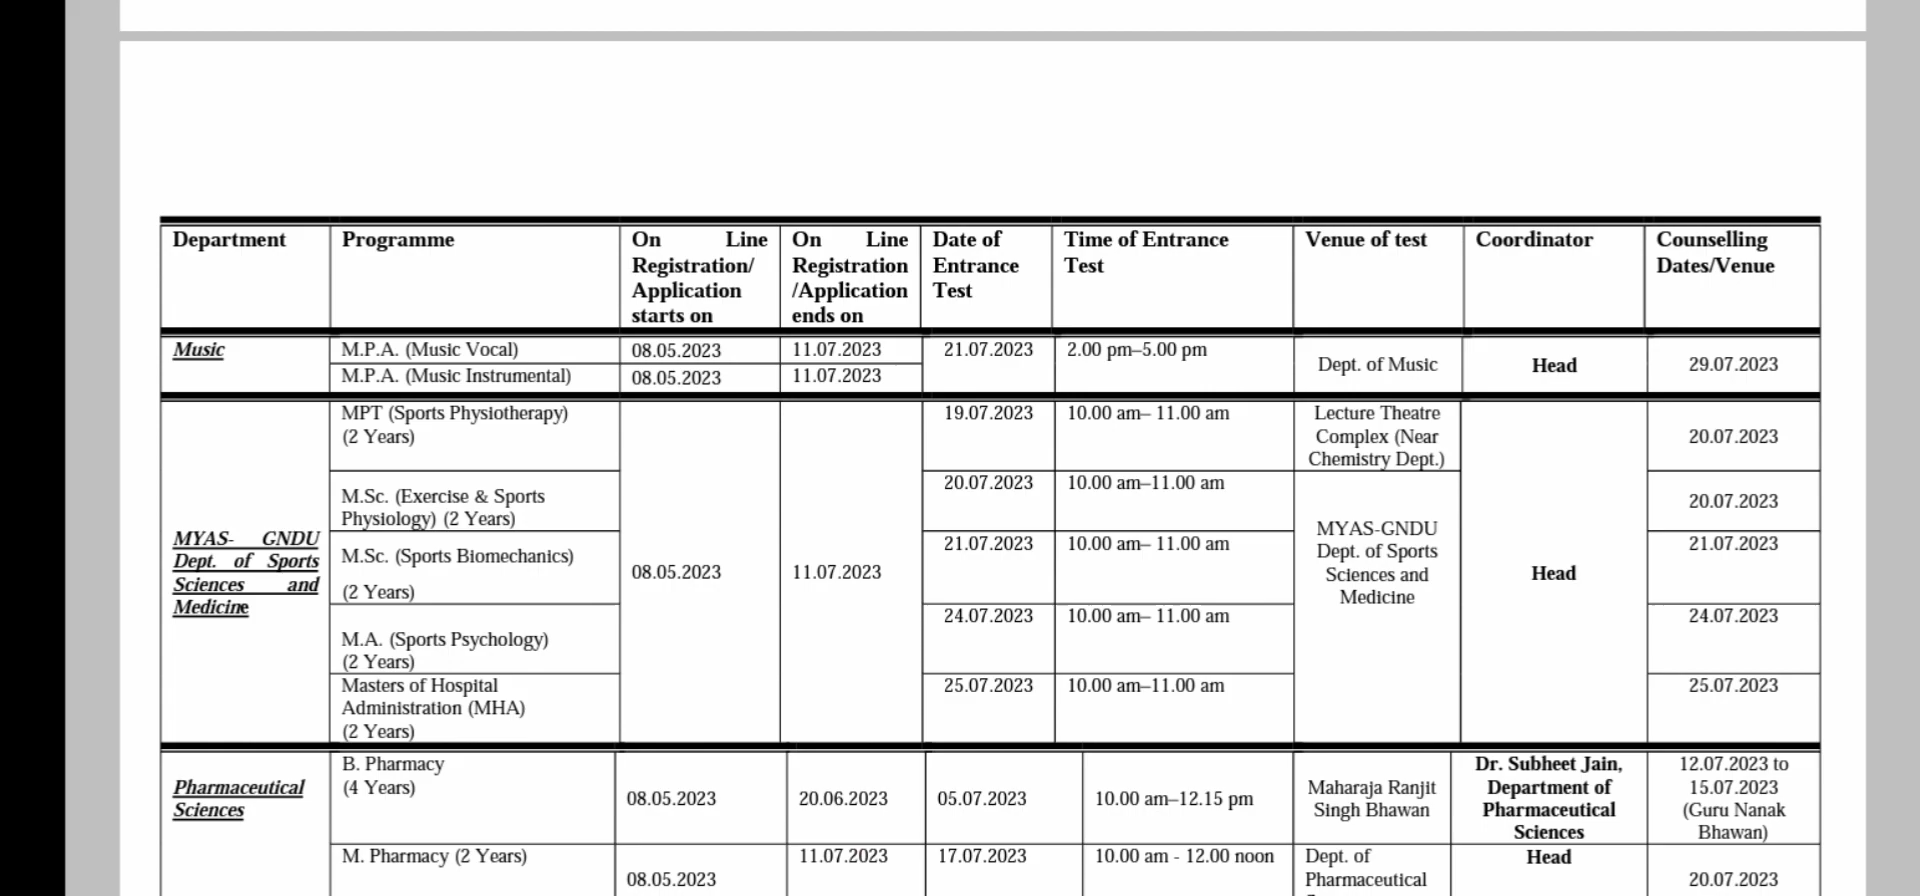 Department
Programme
On Line
Registration/
Application
starts on
On Line
Registration
/Application
ends on
Date of
Entrance
Test
Time of Entrance
Test
Venue of test
Coordinator
Counselling
Dates/Venue
Music
M.P.A. (Music Vocal)
08.05.2023
11.07.2023
21.07.2023
2.00 pm–5.00 pm
Dept. of Music
Head
29.07.2023
M.P.A. (Music Instrumental)
08.05.2023
11.07.2023
MYAS- GNDU
Dept. of Sports
Sciences and
Medicine
MPT (Sports Physiotherapy)
(2 Years)
08.05.2023
11.07.2023
19.07.2023
10.00 am– 11.00 am
Lecture Theatre
Complex (Near
Chemistry Dept.)
Head
20.07.2023
M.Sc. (Exercise & Sports
Physiology) (2 Years)
20.07.2023
10.00 am–11.00 am
MYAS-GNDU
Dept. of Sports
Sciences and
Medicine
20.07.2023
M.Sc. (Sports Biomechanics)
(2 Years)
21.07.2023
10.00 am– 11.00 am
21.07.2023
M.A. (Sports Psychology)
(2 Years)
24.07.2023
10.00 am– 11.00 am
24.07.2023
Masters of Hospital
Administration (MHA)
(2 Years)
25.07.2023
10.00 am–11.00 am
25.07.2023
Pharmaceutical
Sciences
B. Pharmacy
(4 Years)
08.05.2023
20.06.2023
05.07.2023
10.00 am–12.15 pm
Maharaja Ranjit
Singh Bhawan
Dr. Subheet Jain,
Department of
Pharmaceutical
Sciences
12.07.2023 to
15.07.2023
(Guru Nanak
Bhawan)
M. Pharmacy (2 Years)
08.05.2023
11.07.2023
17.07.2023
10.00 am - 12.00 noon
Dept. of
Pharmaceutical
Head
20.07.2023